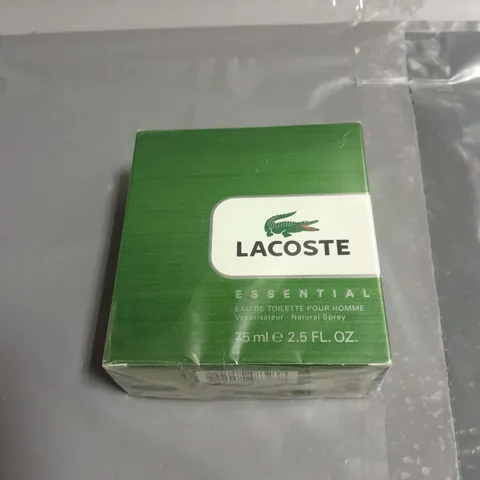 LACOSTE
ESSENTIAL
EAU DE TOILETTE POUR HOMME
Vaporisateur - Natural Spray
75 ml e 2.5 FL. OZ.